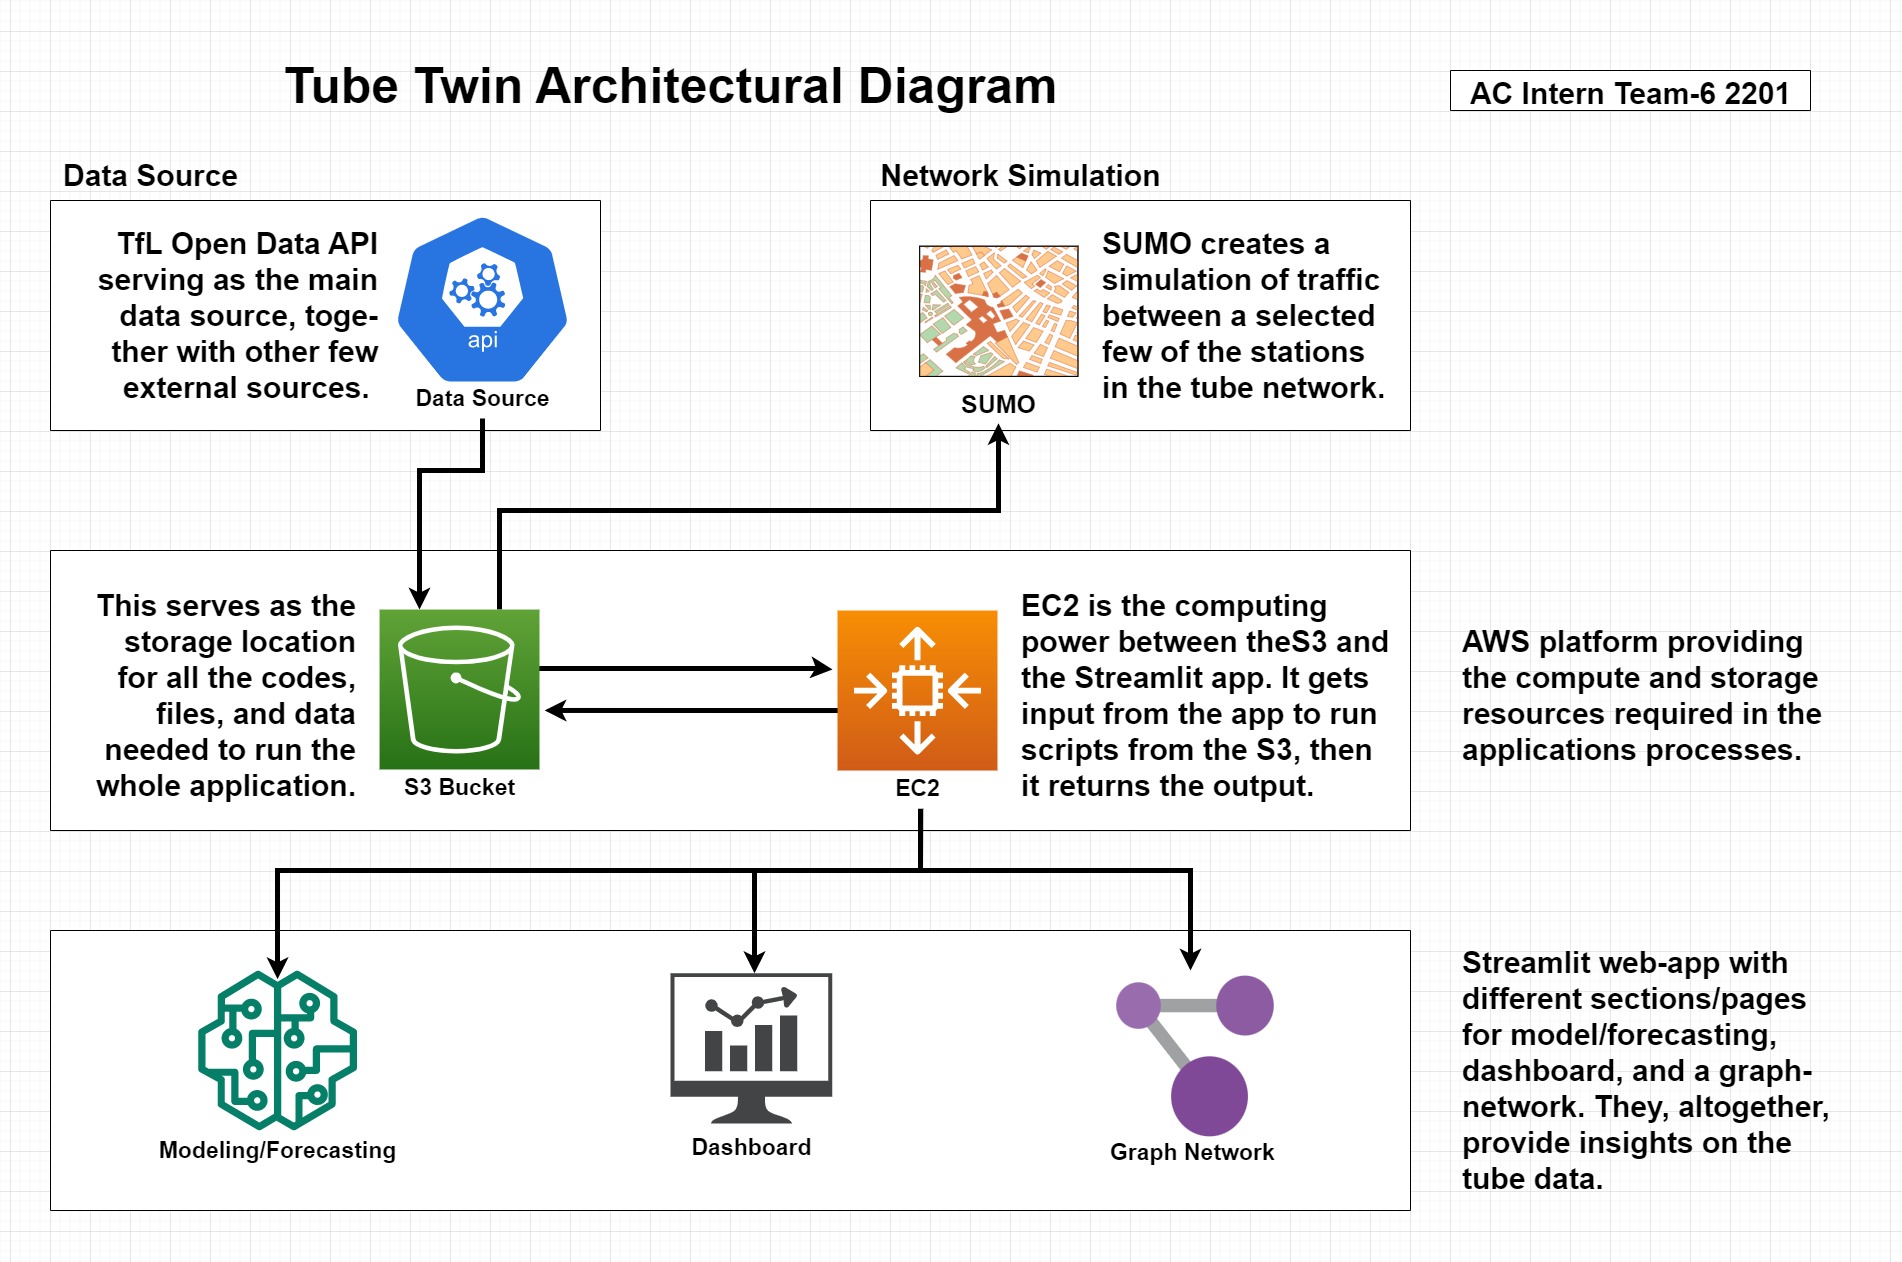 Tube Twin Architectural Diagram
AC Intern Team-6 2201
Data Source
TfL Open Data API
serving as the main
data source, toge-
ther with other few
external sources.
api
Data Source
Network Simulation
SUMO
SUMO creates a
simulation of traffic
between a selected
few of the stations
in the tube network.
This serves as the
storage location
for all the codes,
files, and data
needed to run the
whole application.
S3 Bucket
EC2
EC2 is the computing
power between theS3 and
the Streamlit app. It gets
input from the app to run
scripts from the S3, then
it returns the output.
AWS platform providing
the compute and storage
resources required in the
applications processes.
Modeling/Forecasting
Dashboard
Graph Network
Streamlit web-app with
different sections/pages
for model/forecasting,
dashboard, and a graph-
network. They, altogether,
provide insights on the
tube data.